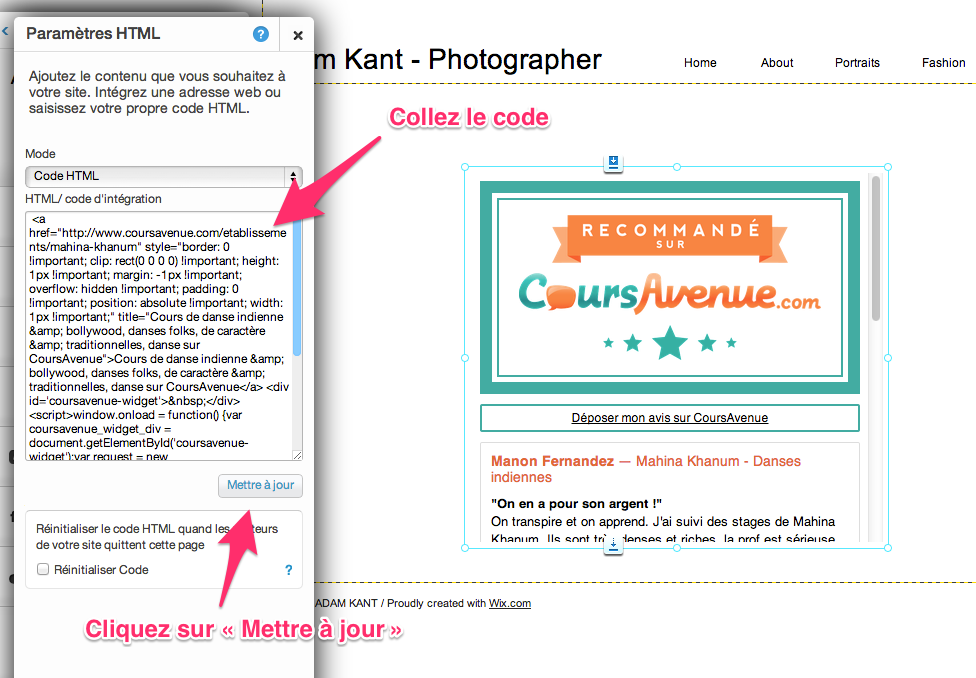 Paramètres HTML
?
×
Ajoutez le contenu que vous souhaitez à
votre site. Intégrez une adresse web ou
saisissez votre propre code HTML.
Mode
Code HTML
HTML/ code d'intégration
<a
href="http://www.coursavenue.com/etablisseme
nts/mahina-khanum" style="border: 0
!important; clip: rect(0 0 0 0) !important; height:
1px !important; margin: -1px !important;
overflow: hidden !important; padding: 0
!important; position: absolute !important; width:
1px !important;" title="Cours de danse indienne
&amp; bollywood, danses folks, de caractère
&amp; traditionnelles, danse sur
CoursAvenue">Cours de danse indienne &amp;
bollywood, danses folks, de caractère &amp;
traditionnelles, danse sur CoursAvenue</a> <div
id='coursavenue-widget'>&nbsp;</div>
<script>window.onload = function() {var
coursavenue_widget_div =
document.getElementById('coursavenue-
widget');var request = new
Mettre à jour
Réinitialiser le code HTML quand les
de votre site quittent cette page
Réinitialiser Code
?
Collez le code
Cliquez sur « Mettre à jour »
m Kant - Photographer
Home
About
Portraits
Fashion
RECOMMANDÉ
SUR
CoursAvenue.com
Déposer mon avis sur CoursAvenue
Manon Fernandez — Mahina Khanum - Danses
indiennes
"On en a pour son argent !"
On transpire et on apprend. J'ai suivi des stages de Mahina
Khanum. Ils sont denses et riches, la prof est sérieuse
ADAM KANT / Proudly created with Wix.com